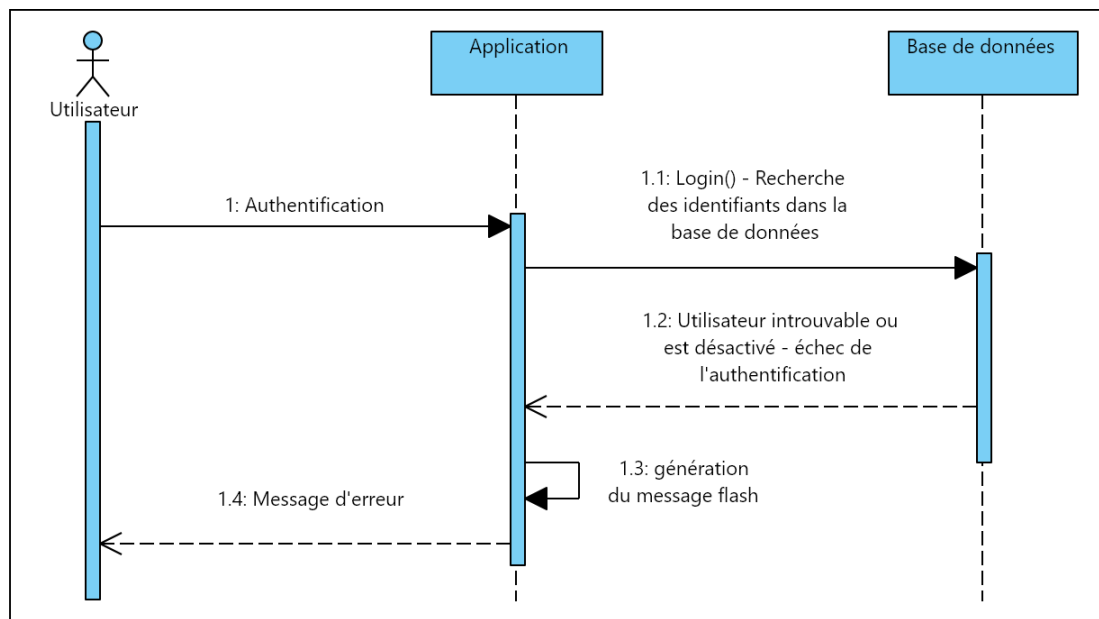 Application
Base de données
Utilisateur
1: Authentification
1.1: Login() - Recherche
des identifiants dans la
base de données
1.2: Utilisateur introuvable ou
est désactivé - échec de
l'authentification
1.3: génération
du message flash
1.4: Message d'erreur